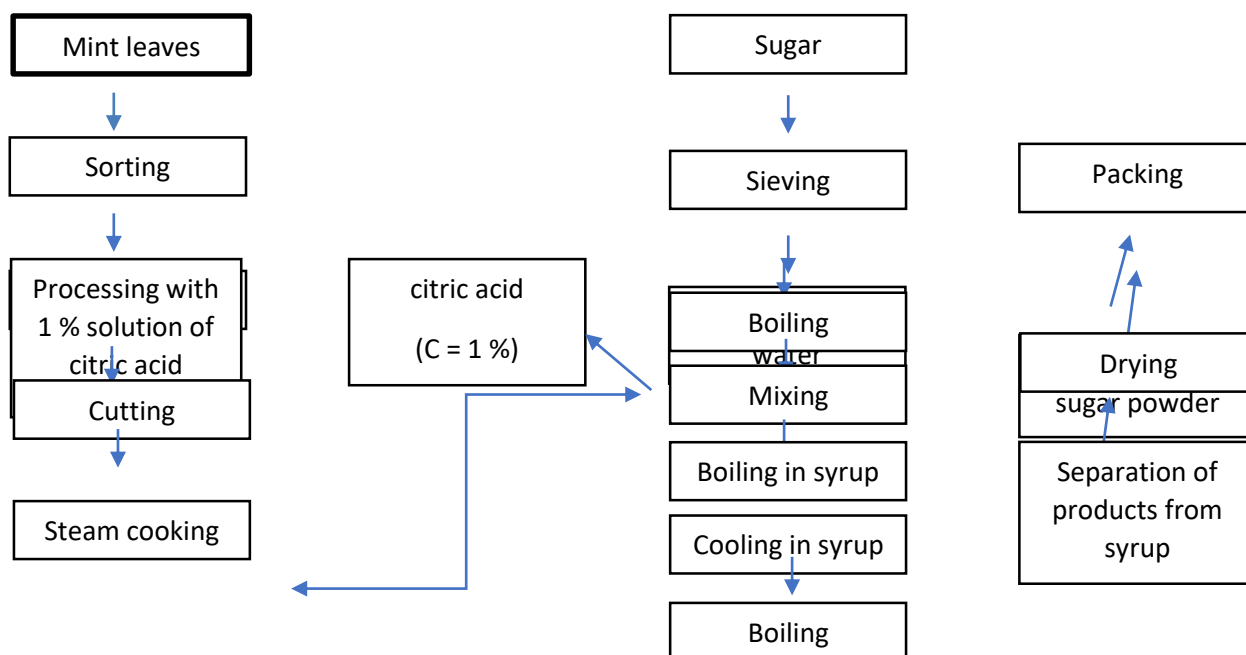 Mint leaves
Sorting
Processing with
1 % solution of
citric acid
Cutting
Steam cooking
citric acid
(C = 1 %)
Sugar
Sieving
Boiling
water
Mixing
Boiling in syrup
Cooling in syrup
Boiling
Packing
Drying
sugar powder
Separation of
products from
syrup